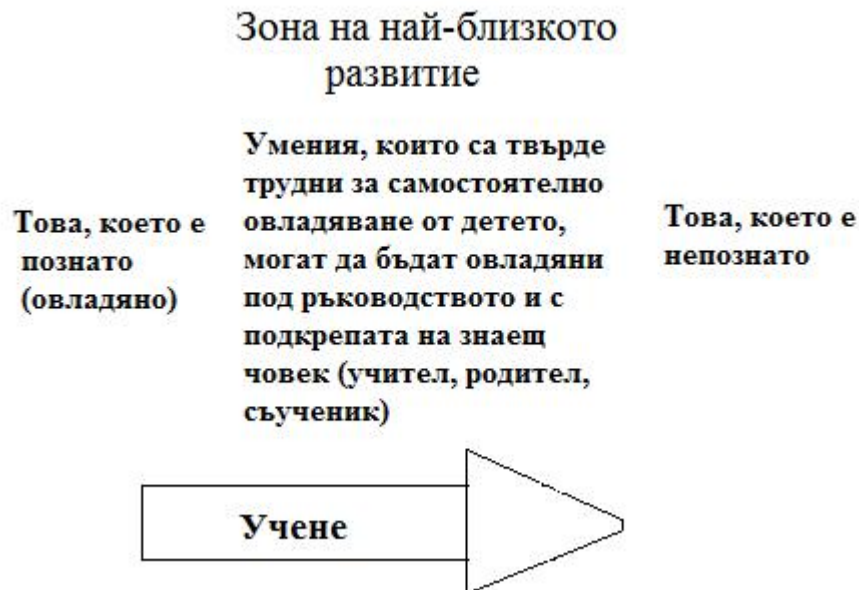 Зона на най-близкото
развитие
Умения, които са твърде
трудни за самостоятелно
овладяване от детето,
могат да бъдат овладяни
под ръководството и с
подкрепата на знаещ
човек (учител, родител,
съученик)
Това, което е
познато
(овладяно)
Това, което е
непознато
Учене